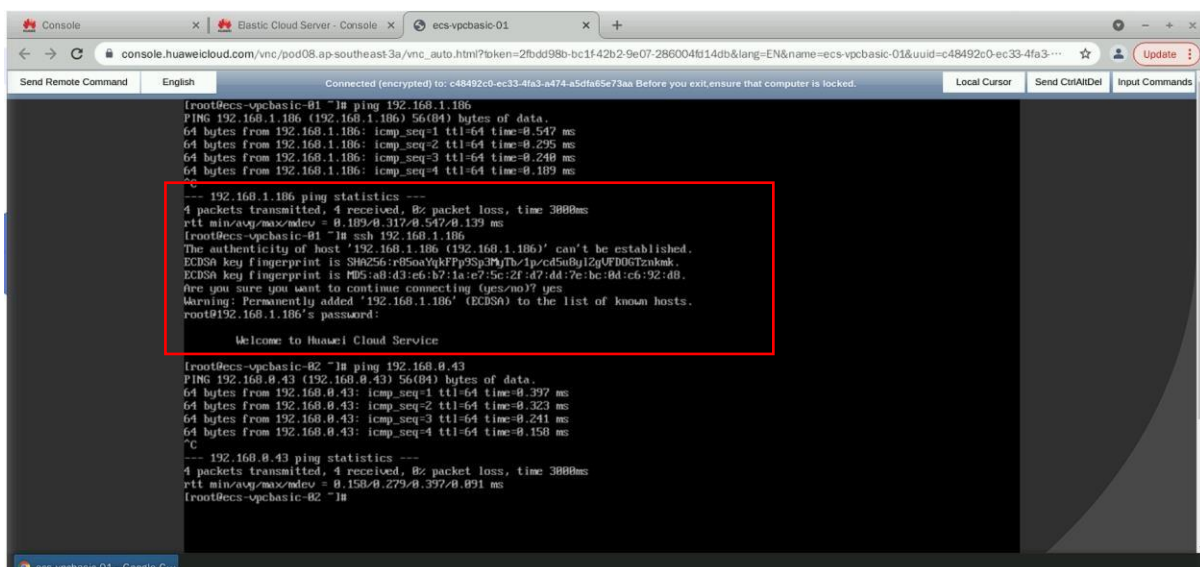 Console
Elastic Cloud Server - Console
ecs-vpcbasic-01
console.huaweicloud.com/vnc/pod08.ap-southeast-3a/vnc_auto.html?token=2fbdd98b-bc1f-42b2-9e07-286004fd14db&lang=EN&name=ecs-vpcbasic-01&uuid=c48492c0-ec33-4fa3-…
Update
Send Remote Command English Connected (encrypted) to: c48492c0-ec33-4fa3-a474-a5dfa65e73aa Before you exit,ensure that computer is locked. Local Cursor Send CtrlAltDel Input Commands
[root@ecs-vpcbasic-01 ~]# ping 192.168.1.186
PING 192.168.1.186 (192.168.1.186) 56(84) bytes of data.
64 bytes from 192.168.1.186: icmp_seq=1 ttl=64 time=0.547 ms
64 bytes from 192.168.1.186: icmp_seq=2 ttl=64 time=0.295 ms
64 bytes from 192.168.1.186: icmp_seq=3 ttl=64 time=0.240 ms
64 bytes from 192.168.1.186: icmp_seq=4 ttl=64 time=0.189 ms
^C
--- 192.168.1.186 ping statistics ---
4 packets transmitted, 4 received, 0% packet loss, time 3000ms
rtt min/avg/max/mdev = 0.189/0.317/0.547/0.139 ms
[root@ecs-vpcbasic-01 ~]# ssh 192.168.1.186
The authenticity of host '192.168.1.186 (192.168.1.186)' can't be established.
ECDSA key fingerprint is SHA256:r85oaYqkFPp9Sp3MyTb/1p/cd5u8yl2gVFDOGTznkmk.
ECDSA key fingerprint is MD5:a8:d3:e6:b7:1a:e7:5c:2f:d7:dd:7e:bc:0d:c6:92:d8.
Are you sure you want to continue connecting (yes/no)? yes
Warning: Permanently added '192.168.1.186' (ECDSA) to the list of known hosts.
root@192.168.1.186's password:
Welcome to Huawei Cloud Service
[root@ecs-vpcbasic-02 ~]# ping 192.168.0.43
PING 192.168.0.43 (192.168.0.43) 56(84) bytes of data.
64 bytes from 192.168.0.43: icmp_seq=1 ttl=64 time=0.397 ms
64 bytes from 192.168.0.43: icmp_seq=2 ttl=64 time=0.323 ms
64 bytes from 192.168.0.43: icmp_seq=3 ttl=64 time=0.241 ms
64 bytes from 192.168.0.43: icmp_seq=4 ttl=64 time=0.158 ms
^C
--- 192.168.0.43 ping statistics ---
4 packets transmitted, 4 received, 0% packet loss, time 3000ms
rtt min/avg/max/mdev = 0.158/0.279/0.397/0.091 ms
[root@ecs-vpcbasic-02 ~]#